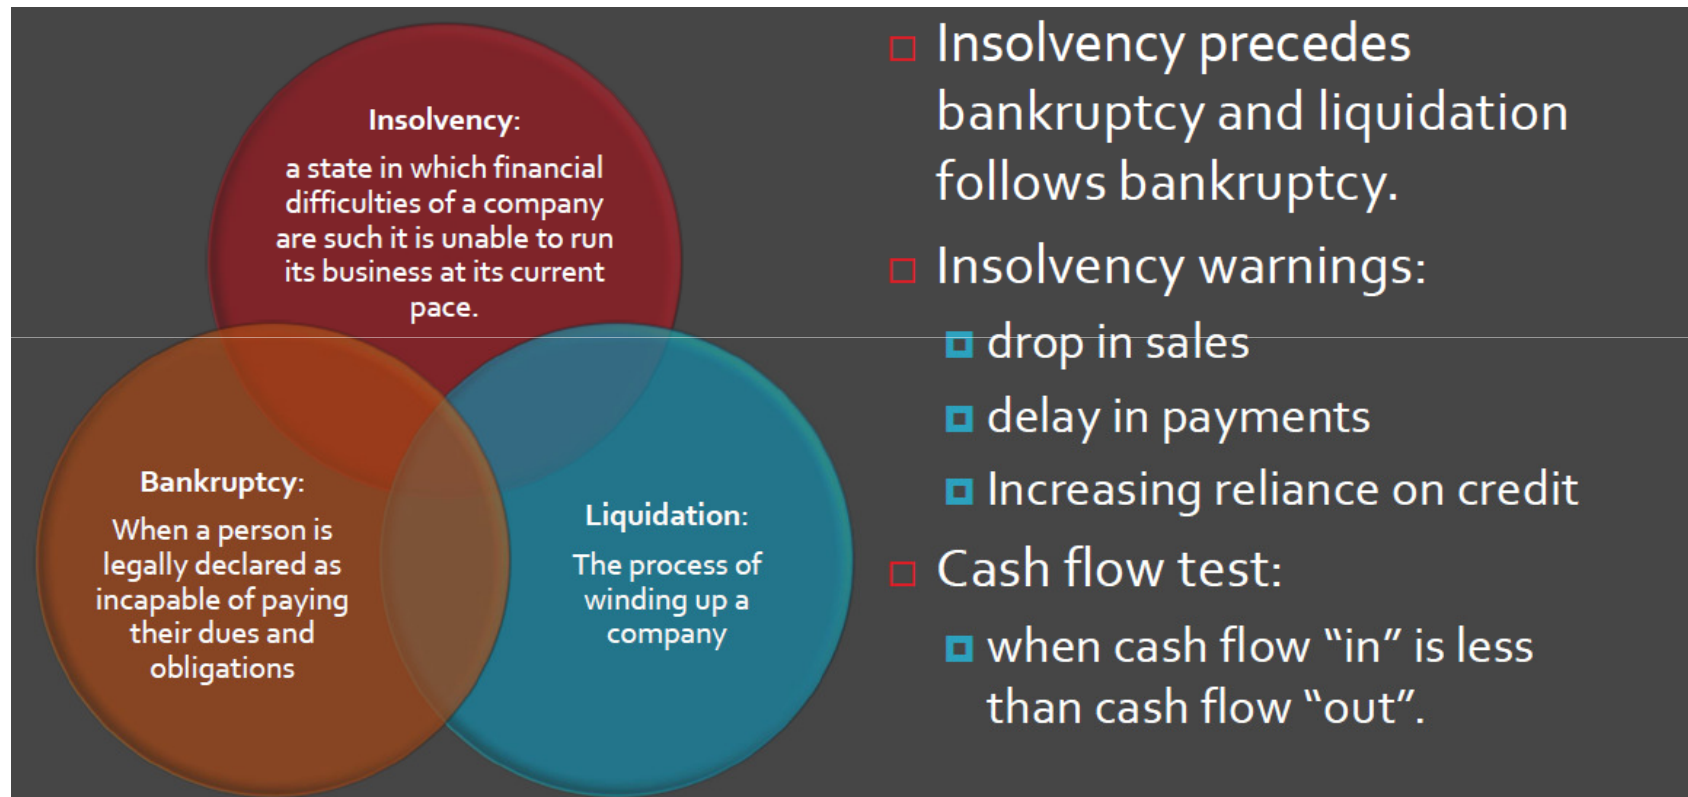 Insolvency:
a state in which financial
difficulties of a company
are such it is unable to run
its business at its current
pace.
Bankruptcy:
When a person is
legally declared as
incapable of paying
their dues and
obligations
Liquidation:
The process of
winding up a
company
Insolvency precedes
bankruptcy and liquidation
follows bankruptcy.
Insolvency warnings:
drop in sales
delay in payments
Increasing reliance on credit
Cash flow test:
when cash flow “in” is less
than cash flow “out”.